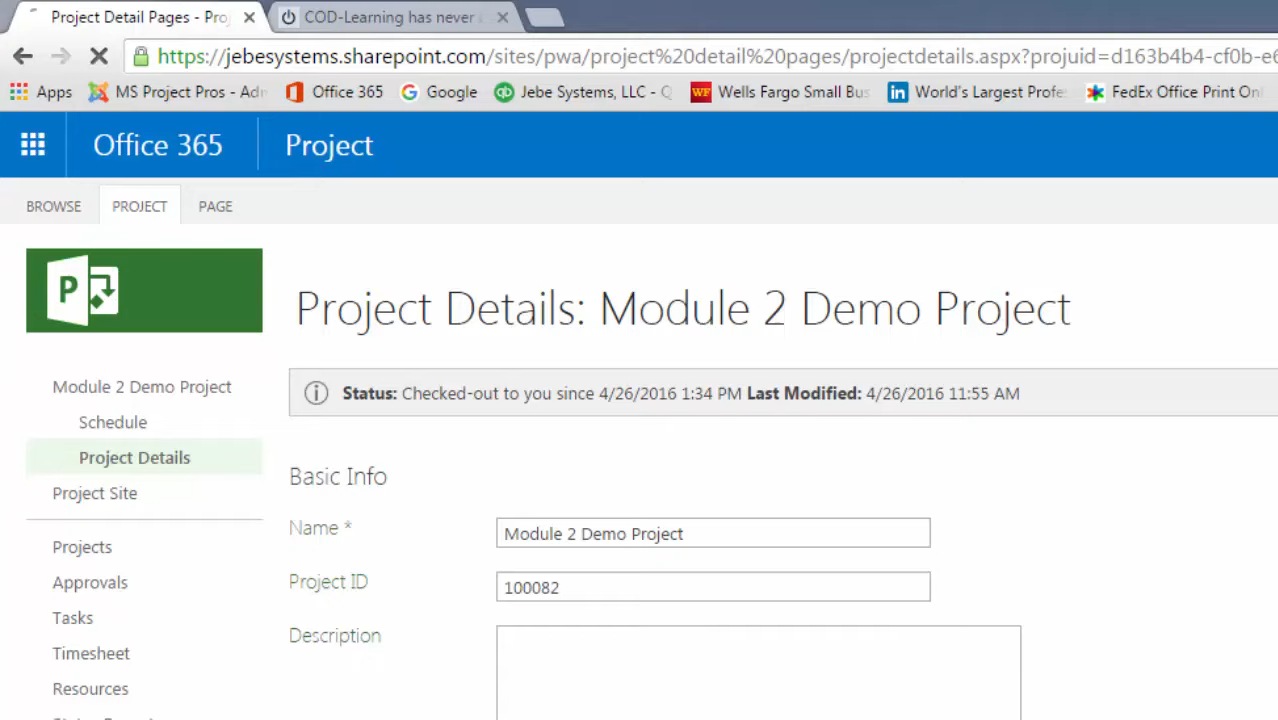 Project Detail Pages - Proj
COD-Learning has never
https://jebesystems.sharepoint.com/sites/pwa/project%20detail%20pages/projectdetails.aspx?projuid=d163b4b4-cf0b-e6
Apps MS Project Pros - Adm Office 365 Google Jebe Systems, LLC - Q Wells Fargo Small Bus World's Largest Profe FedEx Office Print Onl
Office 365 Project
BROWSE PROJECT PAGE
P
Project Details: Module 2 Demo Project
Status: Checked-out to you since 4/26/2016 1:34 PM Last Modified: 4/26/2016 11:55 AM
Module 2 Demo Project
Schedule
Project Details
Project Site
Projects
Approvals
Tasks
Timesheet
Resources
Basic Info
Name * Module 2 Demo Project
Project ID 100082
Description